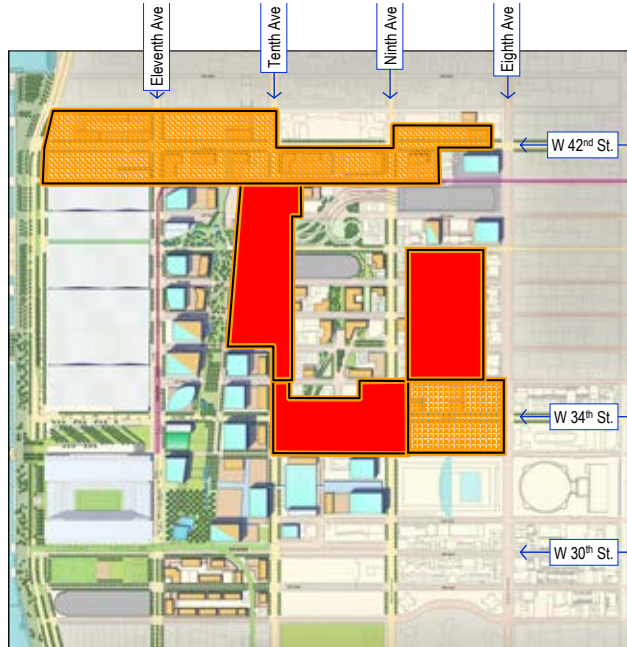 Eleventh Ave
Tenth Ave
Ninth Ave
Eighth Ave
W 42nd St.
W 34th St.
W 30th St.